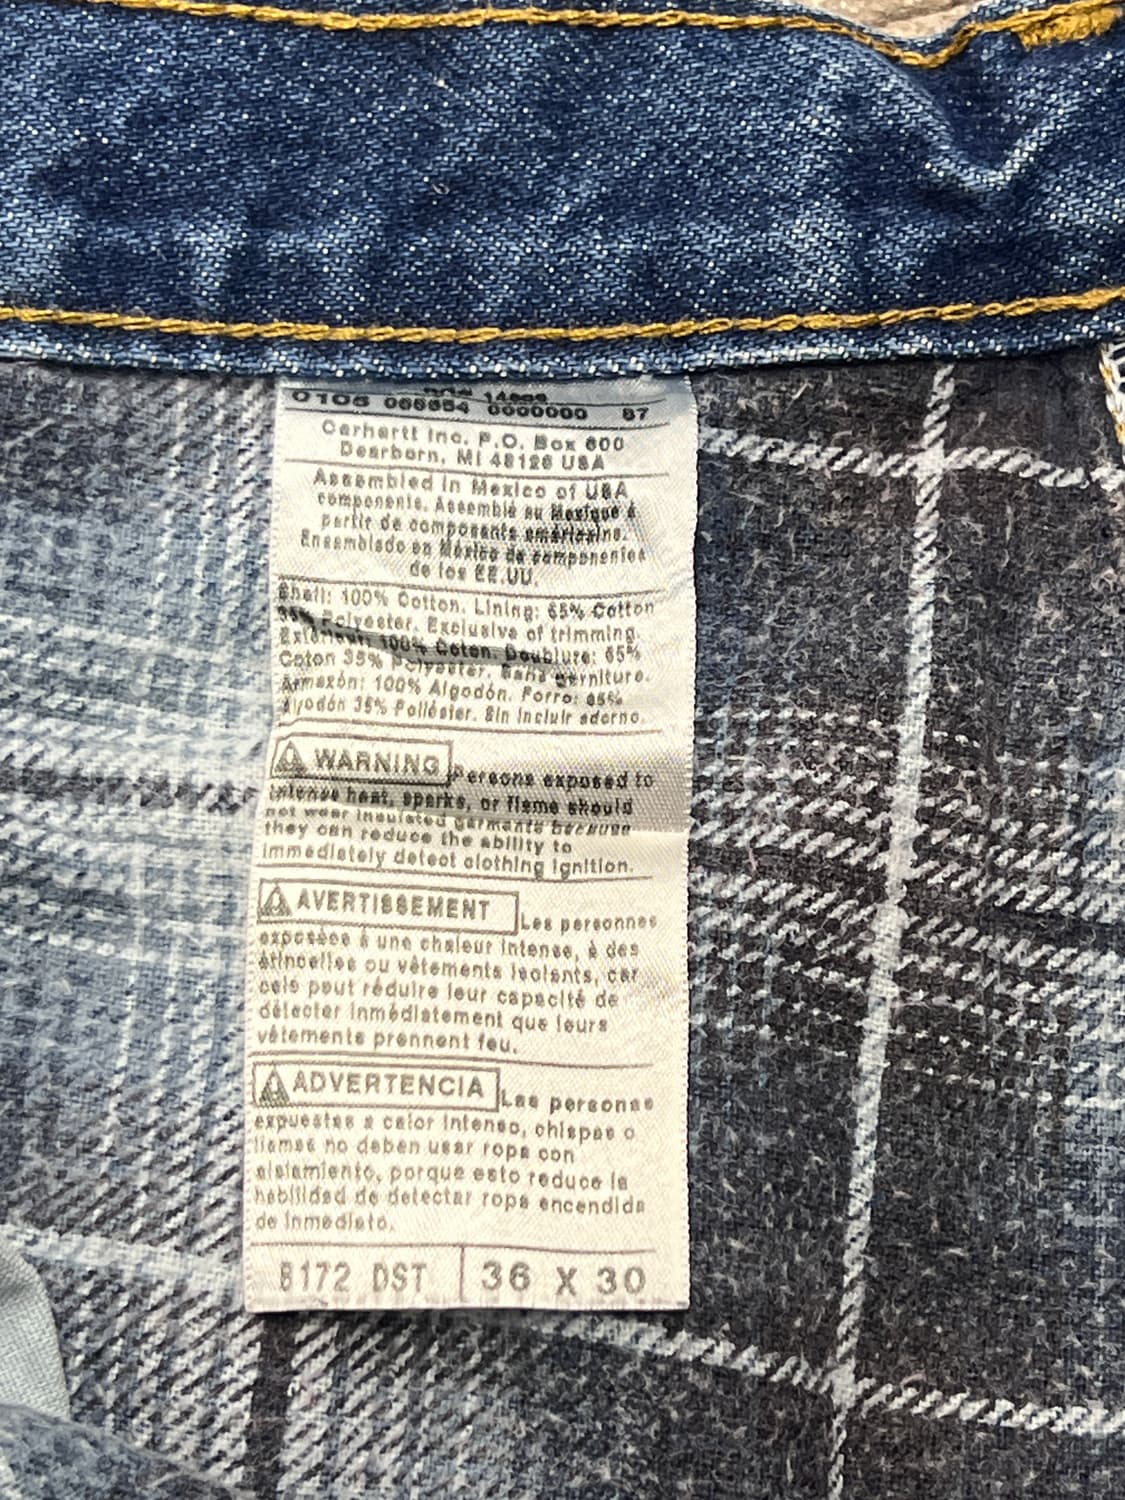 0106 066654 0000000 87
Carhartt Inc. P.O. Box 600
Dearborn, MI 48126 USA
Assembled in Mexico of USA
components. Assemblé au Mexique à
partir de composants américains.
Ensamblado en México de componentes
de los EE.UU.
Shell: 100% Cotton. Lining: 65% Cotton
35% Polyester. Exclusive of trimming.
Extérieur: 100% Coton. Doublure: 65%
Coton 35% Polyester. Sans garniture.
Armazón: 100% Algodón. Forro: 65%
Algodón 35% Poliéster. Sin incluir adorno.
WARNING Persons exposed to
intense heat, sparks, or flame should
not wear insulated garments because
they can reduce the ability to
immediately detect clothing ignition.
AVERTISSEMENT Les personnes
exposées à une chaleur intense, à des
étincelles ou vêtements isolants, car
cela peut réduire leur capacité de
détecter immédiatement que leurs
vêtements prennent feu.
ADVERTENCIA Las personas
expuestas a calor intenso, chispas o
llamas no deben usar ropa con
aislamiento, porque esto reduce la
habilidad de detectar ropa encendida
de inmediato.
B172 DST 36 X 30